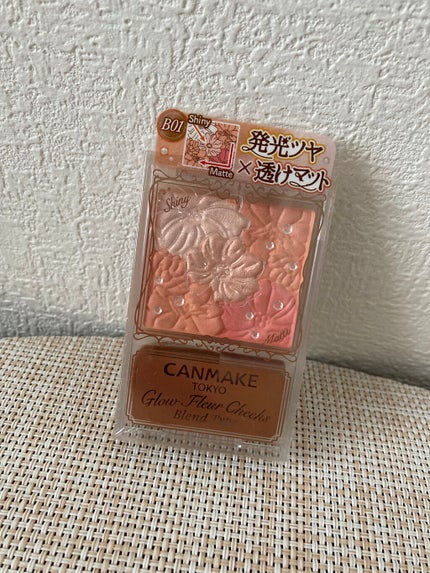 B01
Shiny
Matte
発光ツヤ
×透けマット
Shiny
Matte
CANMAKE
TOKYO
Glow Fleur Cheeks
Blend